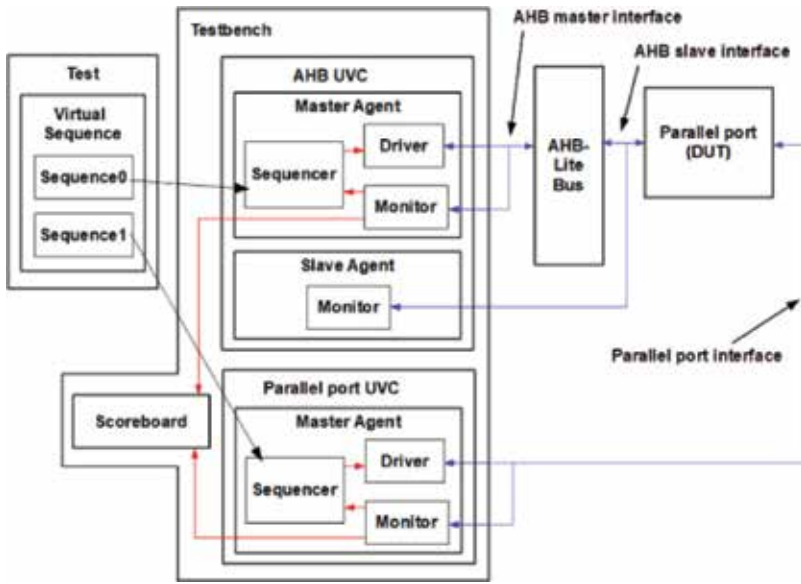 AHB master interface
Testbench
AHB slave interface
Test
Virtual
Sequence
Sequence0
Sequence1
AHB UVC
Master Agent
Driver
Sequencer
Monitor
Slave Agent
Monitor
AHB-
Lite
Bus
Parallel port
(DUT)
Parallel port interface
Scoreboard
Parallel port UVC
Master Agent
Driver
Sequencer
Monitor